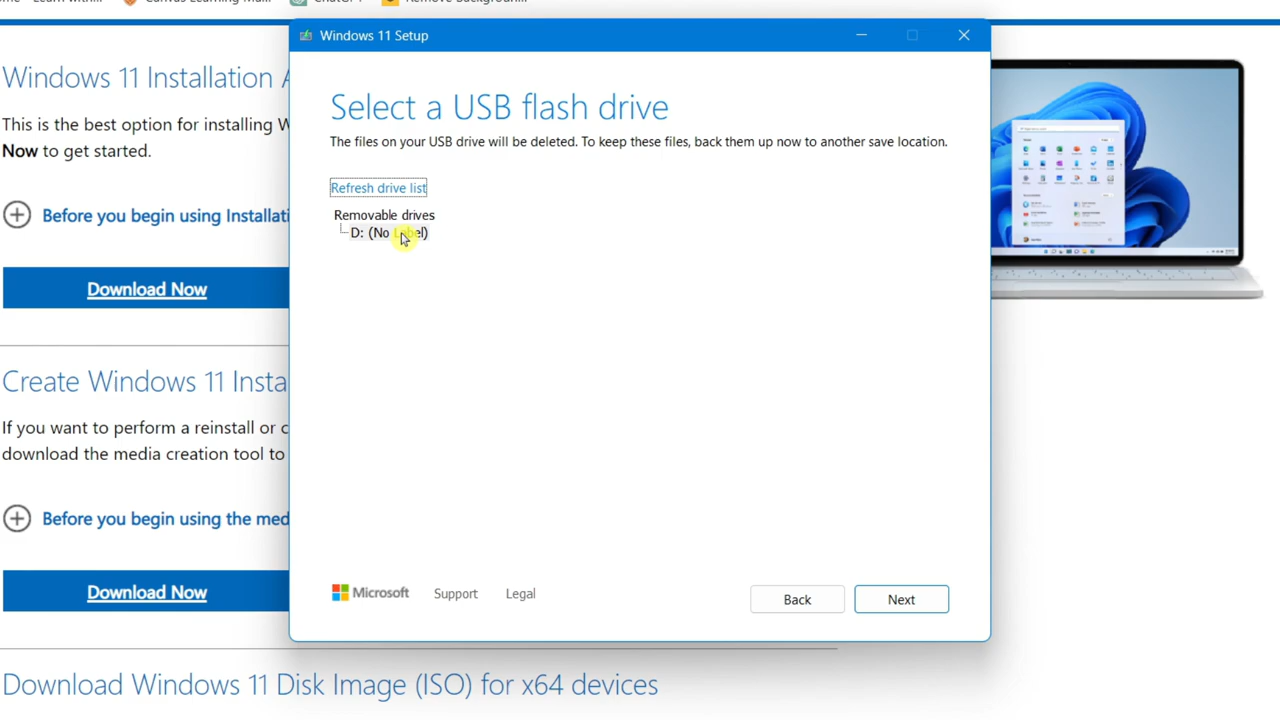 Windows 11 Setup
Windows 11 Installation
Select a USB flash drive
This is the best option for installing
The files on your USB drive will be deleted. To keep these files, back them up now to another save location.
Now to get started.
Refresh drive list
Removable drives
Before you begin using
D: (No Label)
Download Now
Create Windows 11
If you want to perform a reinstall or
download the media creation tool to
Before you begin using the
Download Now
Microsoft Support Legal
Back Next
Download Windows 11 Disk Image (ISO) for x64 devices